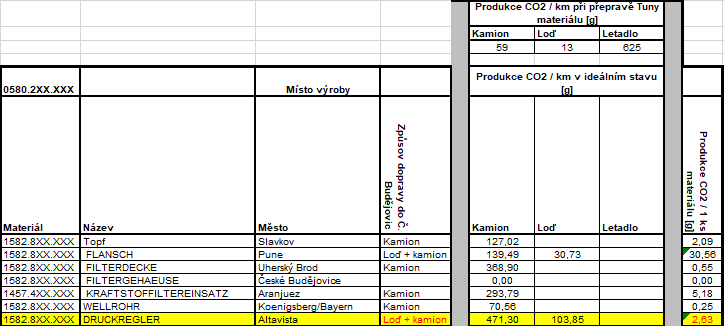 Produkce CO2 / km při přepravě Tuny
materiálu [g]
Kamion Loď Letadlo
59 13 625
0580.2XX.XXX Místo výroby Produkce CO2 / km v ideálním stavu
[g]
Způsov dopravy do Č.
Budějovic
Produkce CO2 / 1 ks
materiálu [g]
Materiál Název Město Kamion Loď Letadlo
1582.8XX.XXX Topf Slavkov Kamion 127,02 2,09
1582.8XX.XXX FLANSCH Pune Loď + kamion 139,49 30,73 30,56
1582.8XX.XXX FILTERDECKE Uherský Brod Kamion 368,90 0,55
1582.8XX.XXX FILTERGEHAEUSE České Budějovice 0,00 0,00
1457.4XX.XXX KRAFTSTOFFILTEREINSATZ Aranjuez Kamion 293,79 5,18
1582.8XX.XXX WELLROHR Koenigsberg/Bayern Kamion 70,56 0,25
1582.8XX.XXX DRUCKREGLER Altavista Loď + kamion 471,30 103,85 2,63